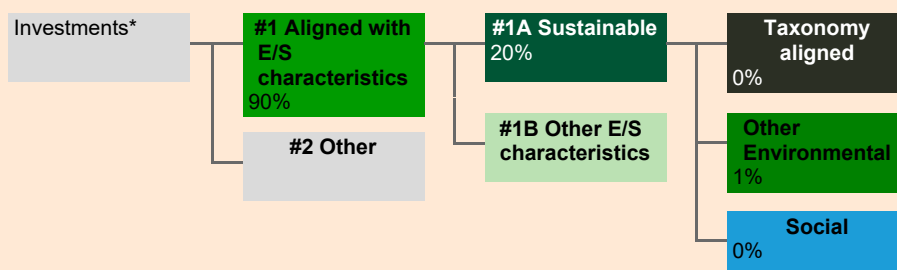 Investments*
#1 Aligned with
E/S
characteristics
90%
#2 Other
#1A Sustainable
20%
#1B Other E/S
characteristics
Taxonomy
aligned
0%
Other
Environmental
1%
Social
0%